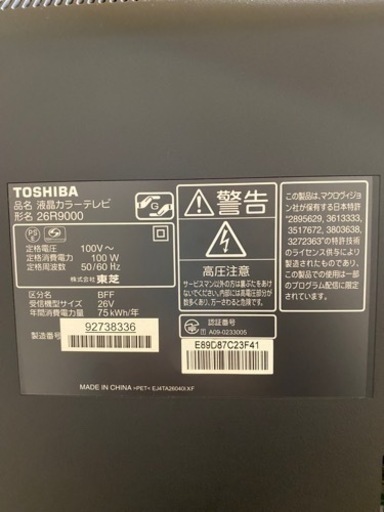 TOSHIBA
品名 液晶カラーテレビ
形名 26R9000
定格電圧 100V～
定格消費電力 100 W
定格周波数 50/60 Hz
株式会社 東芝
区分名 BFF
受信機型サイズ 26V
年間消費電力量 75 kWh/年
製造番号
92738336
MADE IN CHINA >PET< EJ4TA26040I XF
G
PS
E
警告
高圧注意
サービスマン以外の方は裏ぶたをあけないでください。内部には高電圧部分が数多くあり、万一さわると危険です。
認証番号
A09-0233005
E89D87C23F41
この製品は、マクロヴィジョン
社が保有する日本特許
"2895629, 3613333,
3517672, 3803638,
3272363"の特許技術
のライセンス供与による
ものです。
この製品の使用は一部
のプログラム配信に限定
されています。